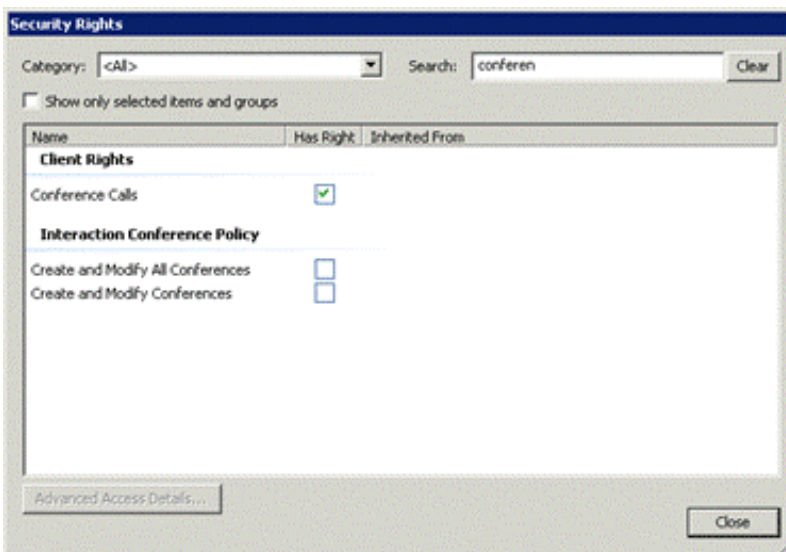 Security Rights
Category: <All> Search: conferen Clear
Show only selected items and groups
Name Has Right Inherited From
Client Rights
Conference Calls
Interaction Conference Policy
Create and Modify All Conferences
Create and Modify Conferences
Advanced Access Details...
Close